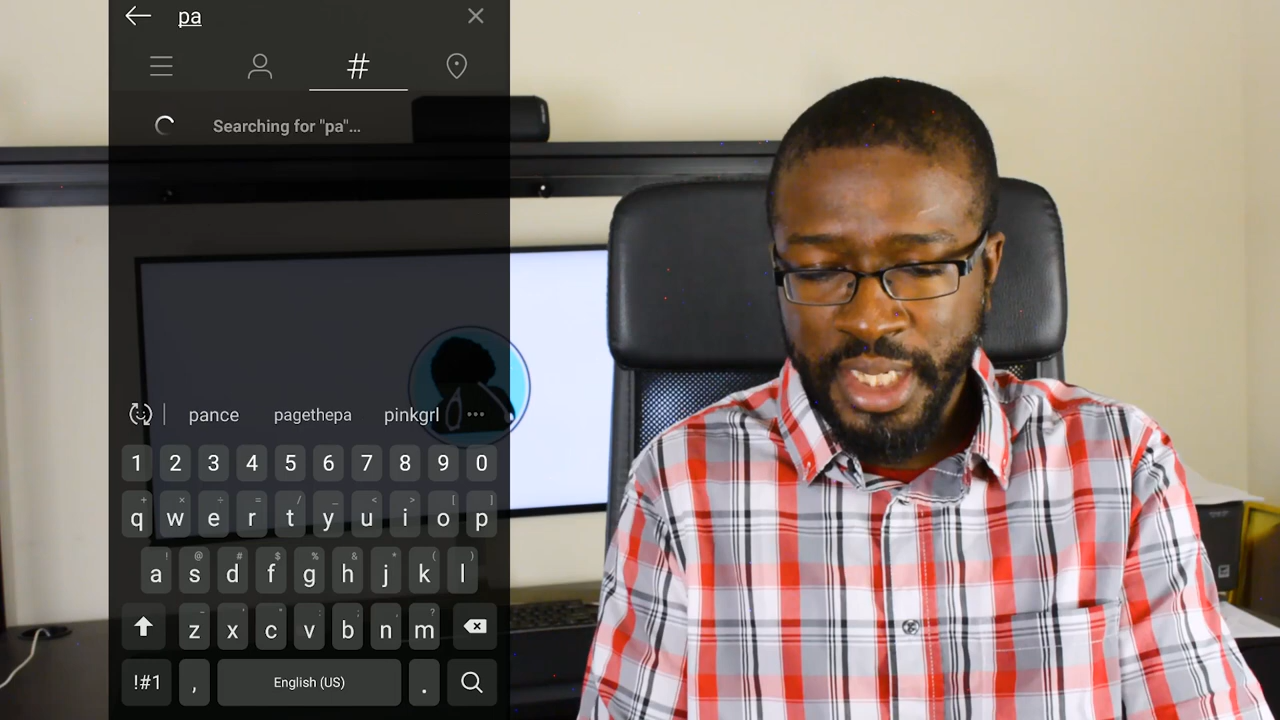 pa
#
Searching for "pa"...
pance pagethepa pinkgrl ...
1 2 3 4 5 6 7 8 9 0
+ × ÷ = / _ < > [ ]
q w e r t y u i o p
! @ # $ % & * ( )
a s d f g h j k l
- ' " : ; , ?
z x c v b n m
!#1 , English (US) .